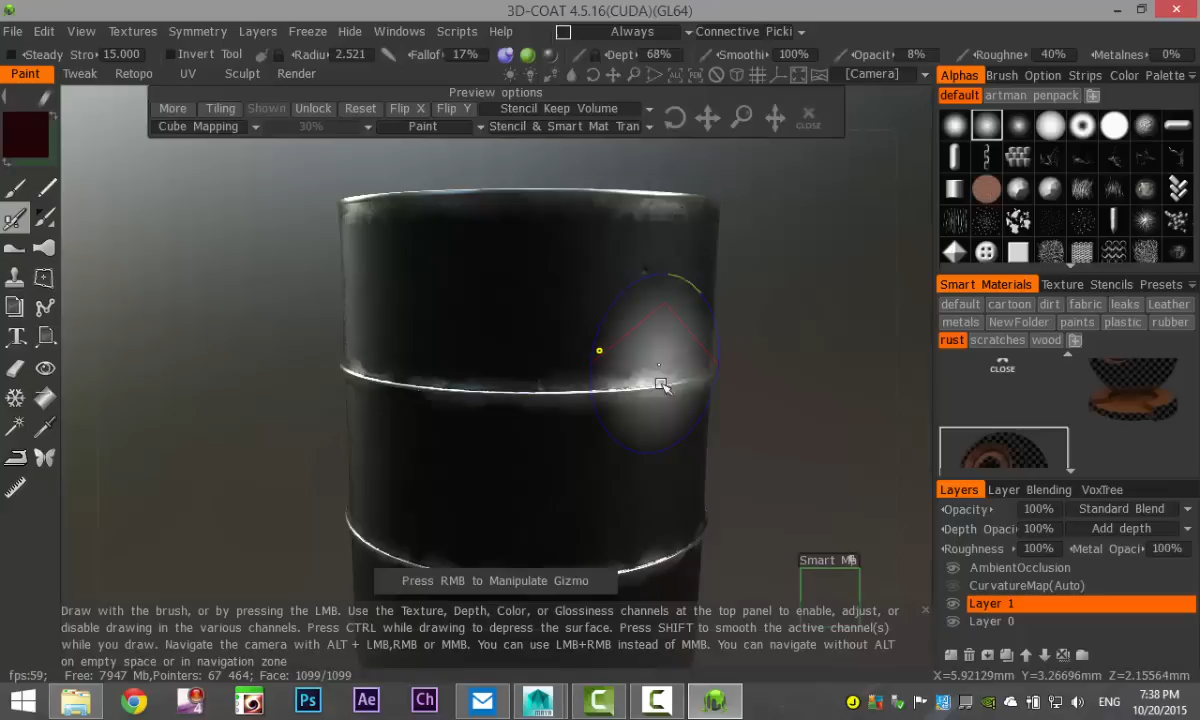 3D-COAT 4.5.16(CUDA)(GL64)
File Edit View Textures Symmetry Layers Freeze Hide Windows Scripts Help Always Connective Picki
Steady Stro 15.000 Invert Tool Radiu 2.521 Fallof 17% Dept 68% Smoothi 100% Opacit 8% Roughne 40% Metalnes 0%
Paint Tweak Retopo UV Sculpt Render [Camera] Alphas Brush Option Strips Color Palette
Preview options
default artman penpack
More Tiling Shown Unlock Reset Flip X Flip Y Stencil Keep Volume
Cube Mapping 30% Paint Stencil & Smart Mat Tran CLOSE
Smart Materials Texture Stencils Presets
default cartoon dirt fabric leaks Leather
metals NewFolder paints plastic rubber
rust scratches wood
CLOSE
Layers Layer Blending VoxTree
Opacity 100% Standard Blend
Depth Opaci 100% Add depth
Roughness 100% Metal Opaci 100%
AmbientOcclusion
CurvatureMap(Auto)
Layer 1
Layer 0
Smart Ma
Press RMB to Manipulate Gizmo
Draw with the brush, or by pressing the LMB. Use the Texture, Depth, Color, or Glossiness channels at the top panel to enable, adjust, or
disable drawing in the various channels. Press CTRL while drawing to depress the surface. Press SHIFT to smooth the active channel(s)
while you draw. Navigate the camera with ALT + LMB,RMB or MMB. You can use LMB+RMB instead of MMB. You can navigate without ALT
on empty space or in navigation zone
fps:59; Free: 7947 Mb,Pointers: 67 464; Face: 1099/1099 X=5.92129mm Y=3.26696mm Z=2.15564mm
Ps Ae Ch ENG 7:38 PM
10/20/2015